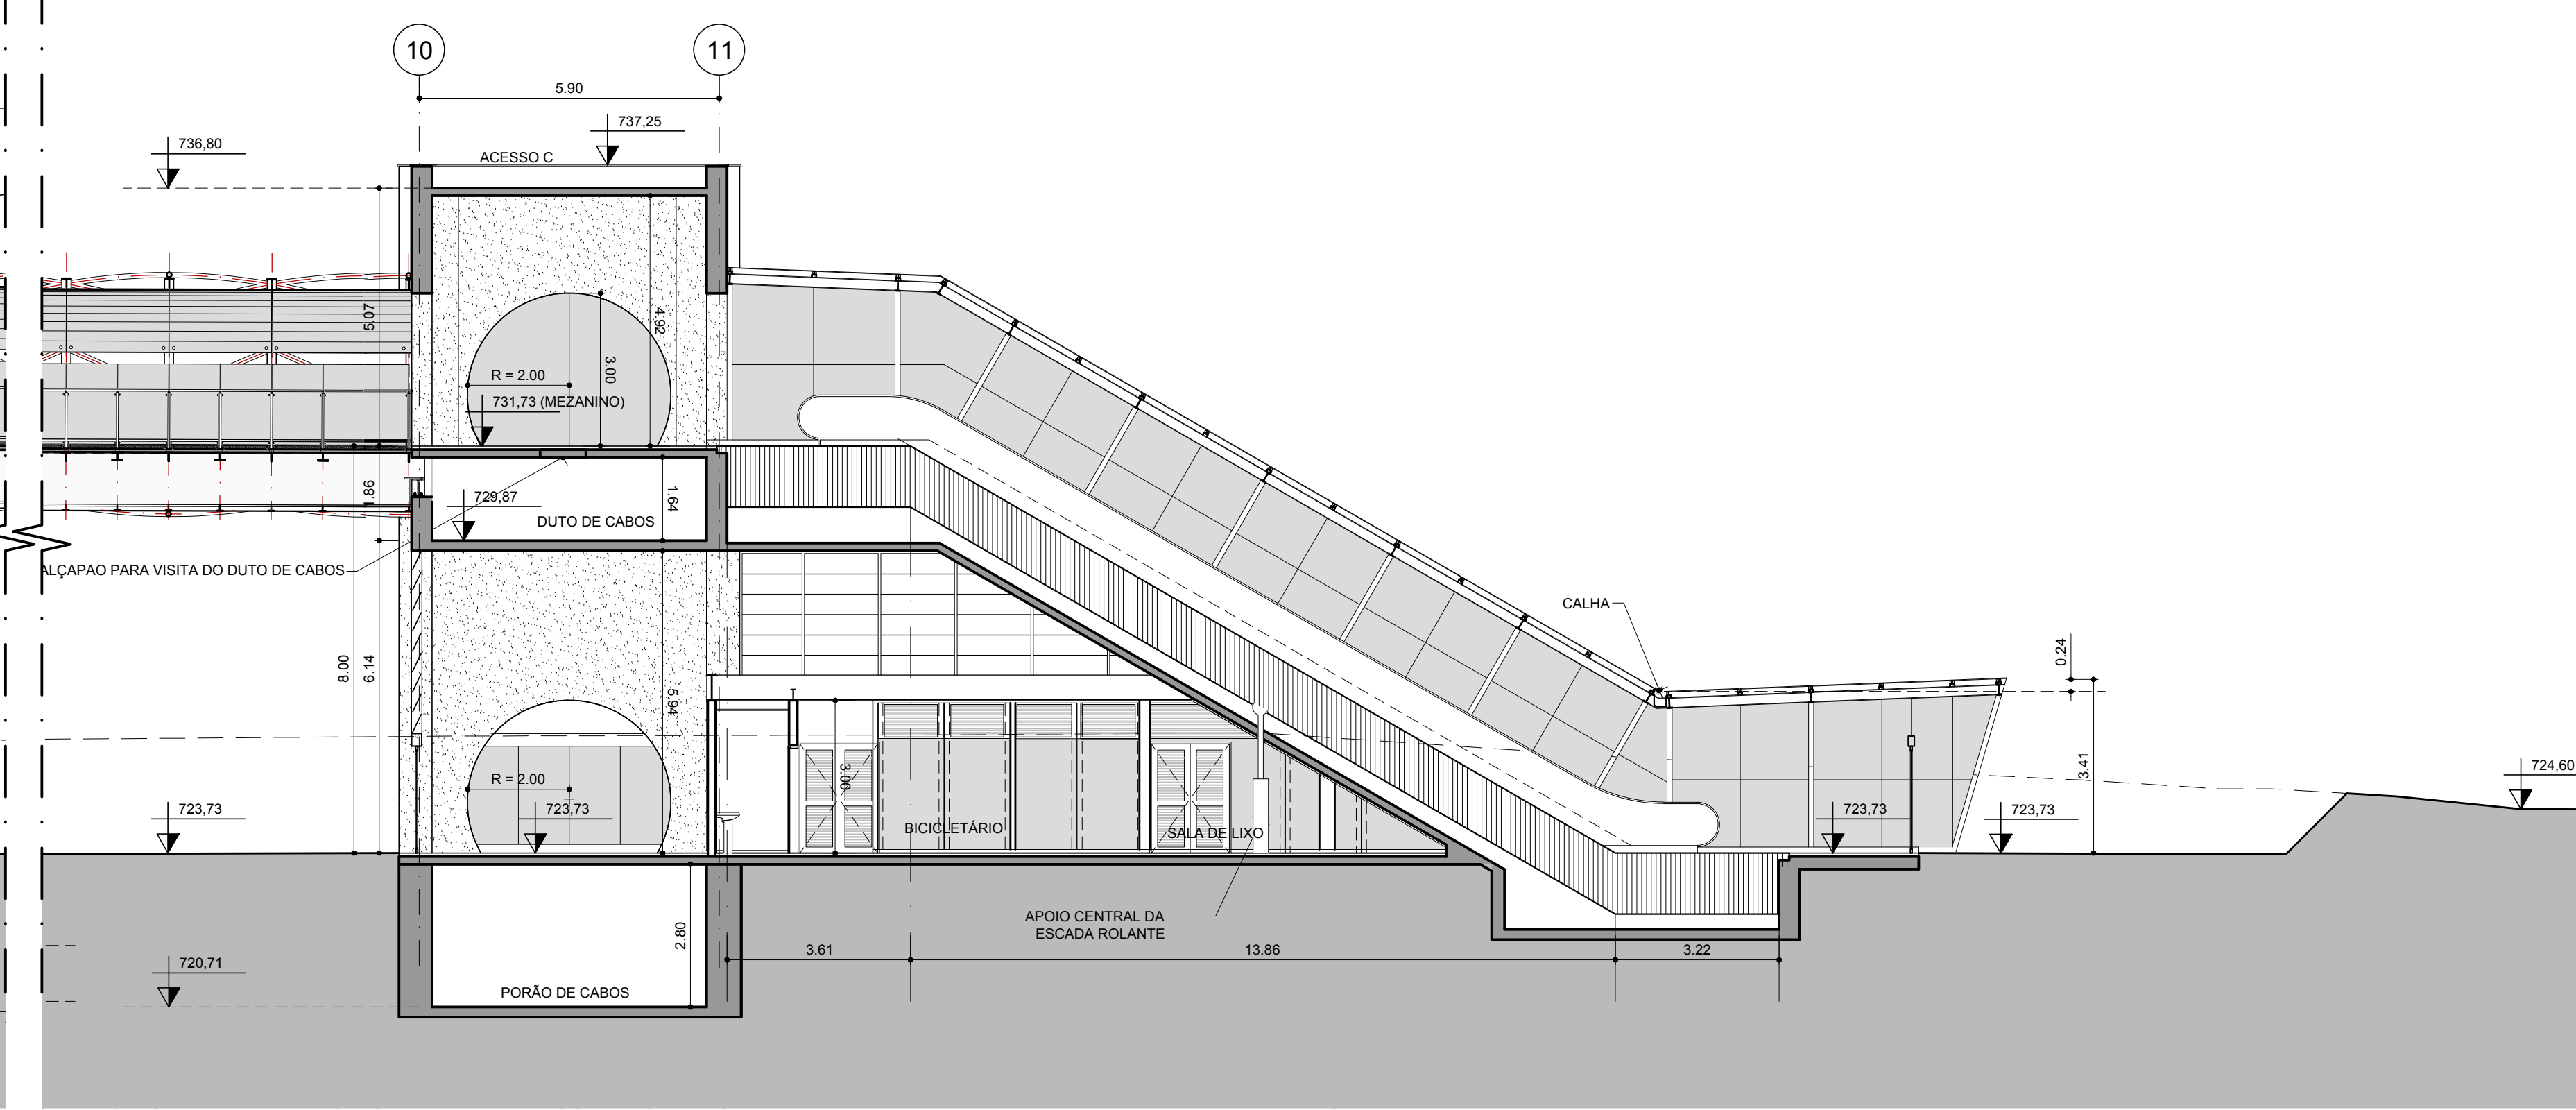 10
11
5.90
737,25
736,80
ACESSO C
5.07
4.92
3.00
R = 2.00
731,73 (MEZANINO)
1.86
729,87
1.64
DUTO DE CABOS
ALÇAPAO PARA VISITA DO DUTO DE CABOS
CALHA
0.24
8.00
6.14
5.94
3.41
R = 2.00
3.00
724,60
723,73
723,73
723,73
723,73
BICICLETÁRIO
SALA DE LIXO
APOIO CENTRAL DA
ESCADA ROLANTE
2.80
3.61
13.86
3.22
720,71
PORÃO DE CABOS